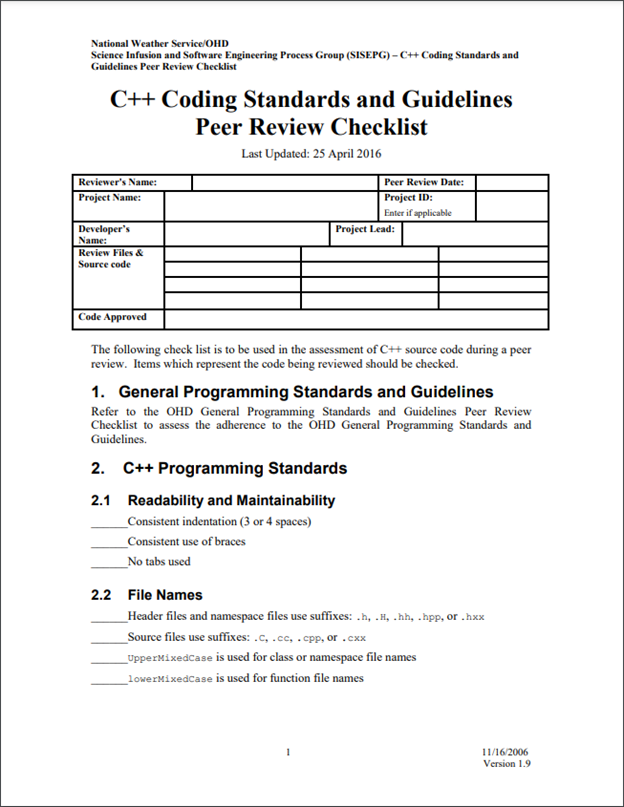 National Weather Service/OHD
Science Infusion and Software Engineering Process Group (SISEPG) – C++ Coding Standards and
Guidelines Peer Review Checklist
C++ Coding Standards and Guidelines
Peer Review Checklist
Last Updated: 25 April 2016
Reviewer's Name: Peer Review Date:
Project Name: Project ID:
Enter if applicable
Developer's Project Lead:
Name:
Review Files &
Source code
Code Approved
The following check list is to be used in the assessment of C++ source code during a peer
review. Items which represent the code being reviewed should be checked.
1. General Programming Standards and Guidelines
Refer to the OHD General Programming Standards and Guidelines Peer Review
Checklist to assess the adherence to the OHD General Programming Standards and
Guidelines.
2. C++ Programming Standards
2.1 Readability and Maintainability
______Consistent indentation (3 or 4 spaces)
______Consistent use of braces
______No tabs used
2.2 File Names
______Header files and namespace files use suffixes: .h, .H, .hh, .hpp, or .hxx
______Source files use suffixes: .C, .cc, .cpp, or .cxx
______UpperMixedCase is used for class or namespace file names
______lowerMixedCase is used for function file names
1 11/16/2006
Version 1.9